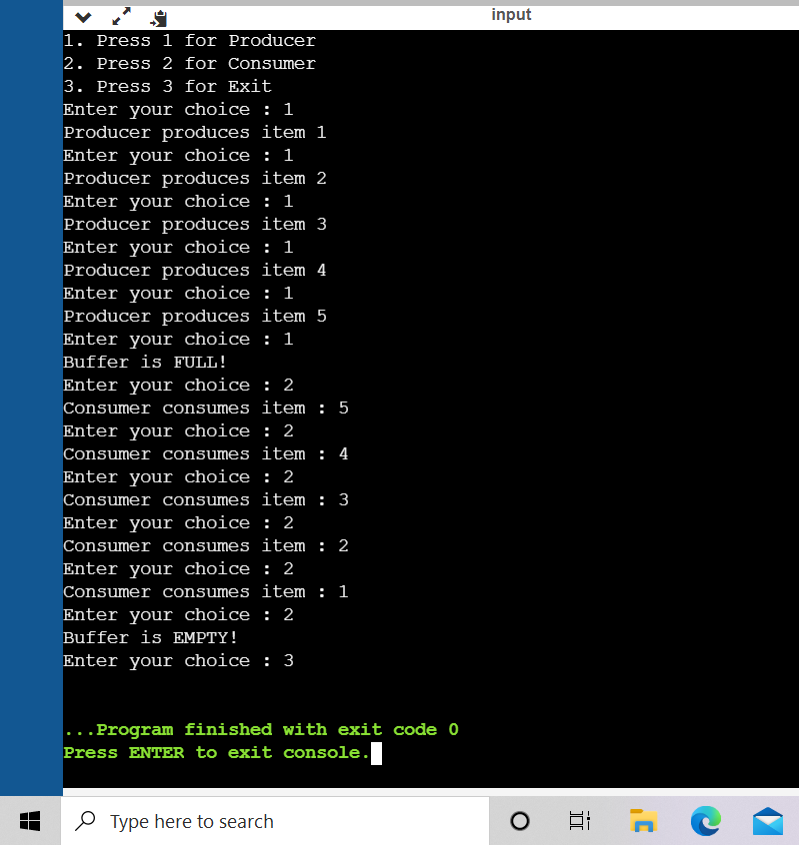 input
1. Press 1 for Producer
2. Press 2 for Consumer
3. Press 3 for Exit
Enter your choice : 1
Producer produces item 1
Enter your choice : 1
Producer produces item 2
Enter your choice : 1
Producer produces item 3
Enter your choice : 1
Producer produces item 4
Enter your choice : 1
Producer produces item 5
Enter your choice : 1
Buffer is FULL!
Enter your choice : 2
Consumer consumes item : 5
Enter your choice : 2
Consumer consumes item : 4
Enter your choice : 2
Consumer consumes item : 3
Enter your choice : 2
Consumer consumes item : 2
Enter your choice : 2
Consumer consumes item : 1
Enter your choice : 2
Buffer is EMPTY!
Enter your choice : 3
...Program finished with exit code 0
Press ENTER to exit console.
Type here to search